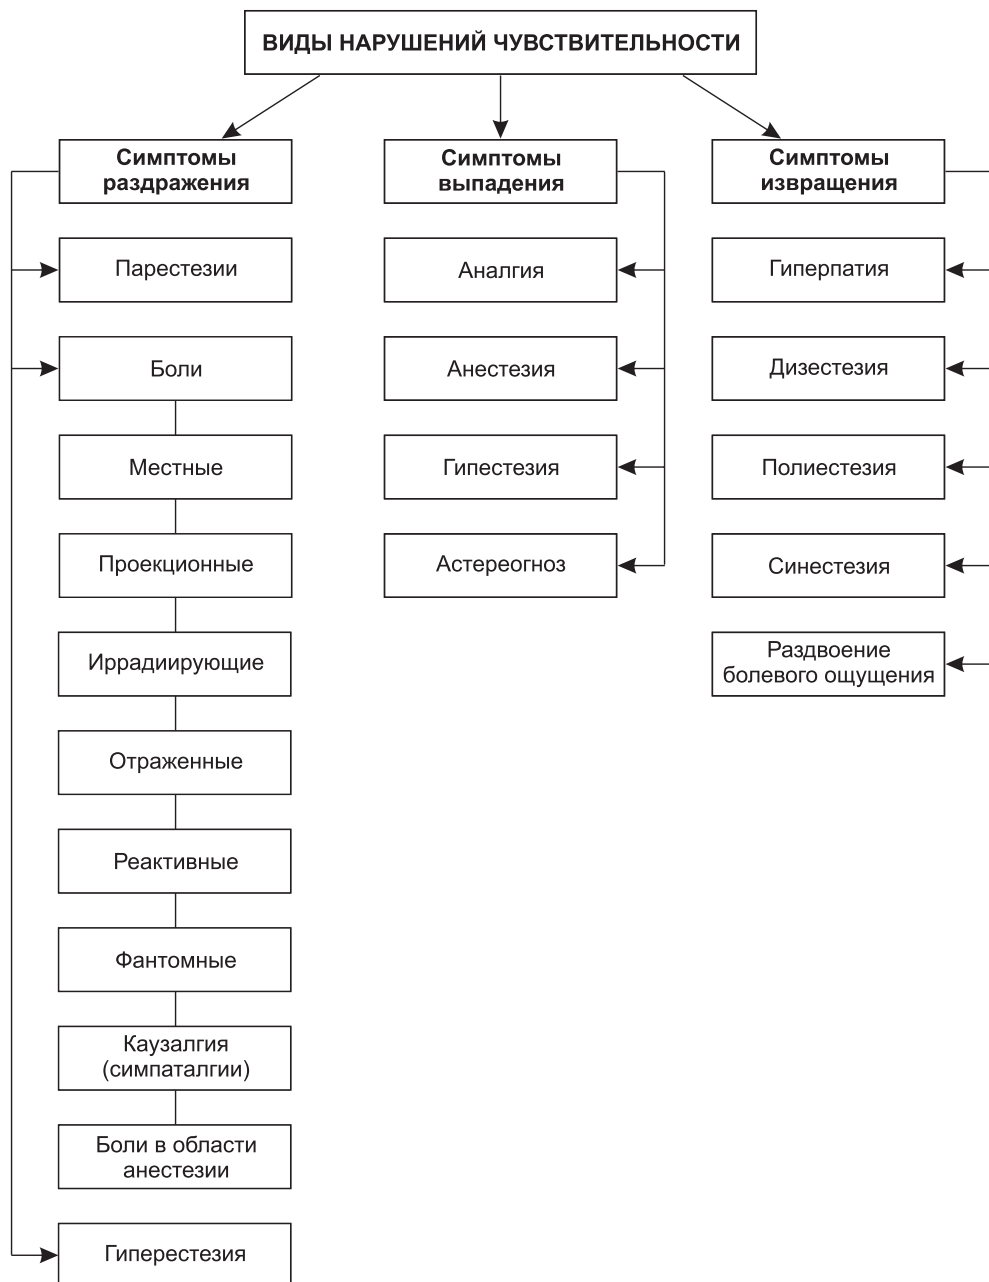 ВИДЫ НАРУШЕНИЙ ЧУВСТВИТЕЛЬНОСТИ
Симптомы
раздражения
Парестезии
Боли
Местные
Проекционные
Иррадиирующие
Отраженные
Реактивные
Фантомные
Каузалгия
(симпаталгии)
Боли в области
анестезии
Гиперестезия
Симптомы
выпадения
Аналгия
Анестезия
Гипестезия
Астереогноз
Симптомы
извращения
Гиперпатия
Дизестезия
Полиестезия
Синестезия
Раздвоение
болевого ощущения